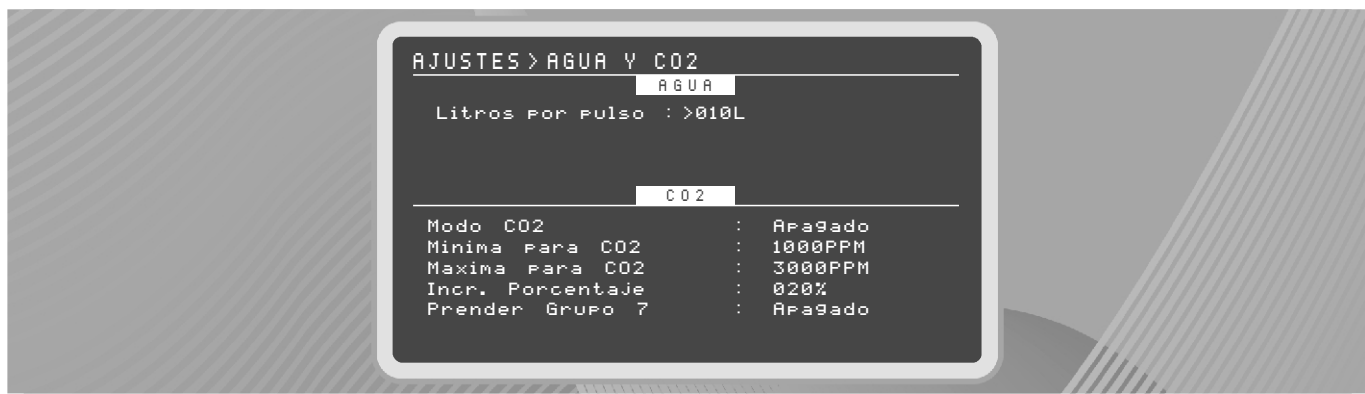 AJUSTES>AGUA Y CO2
AGUA
Litros por pulso :>010L
CO2
Modo CO2 : Apagado
Minima para CO2 : 1000PPM
Maxima para CO2 : 3000PPM
Incr. Porcentaje : 020%
Prender Grupo 7 : Apagado